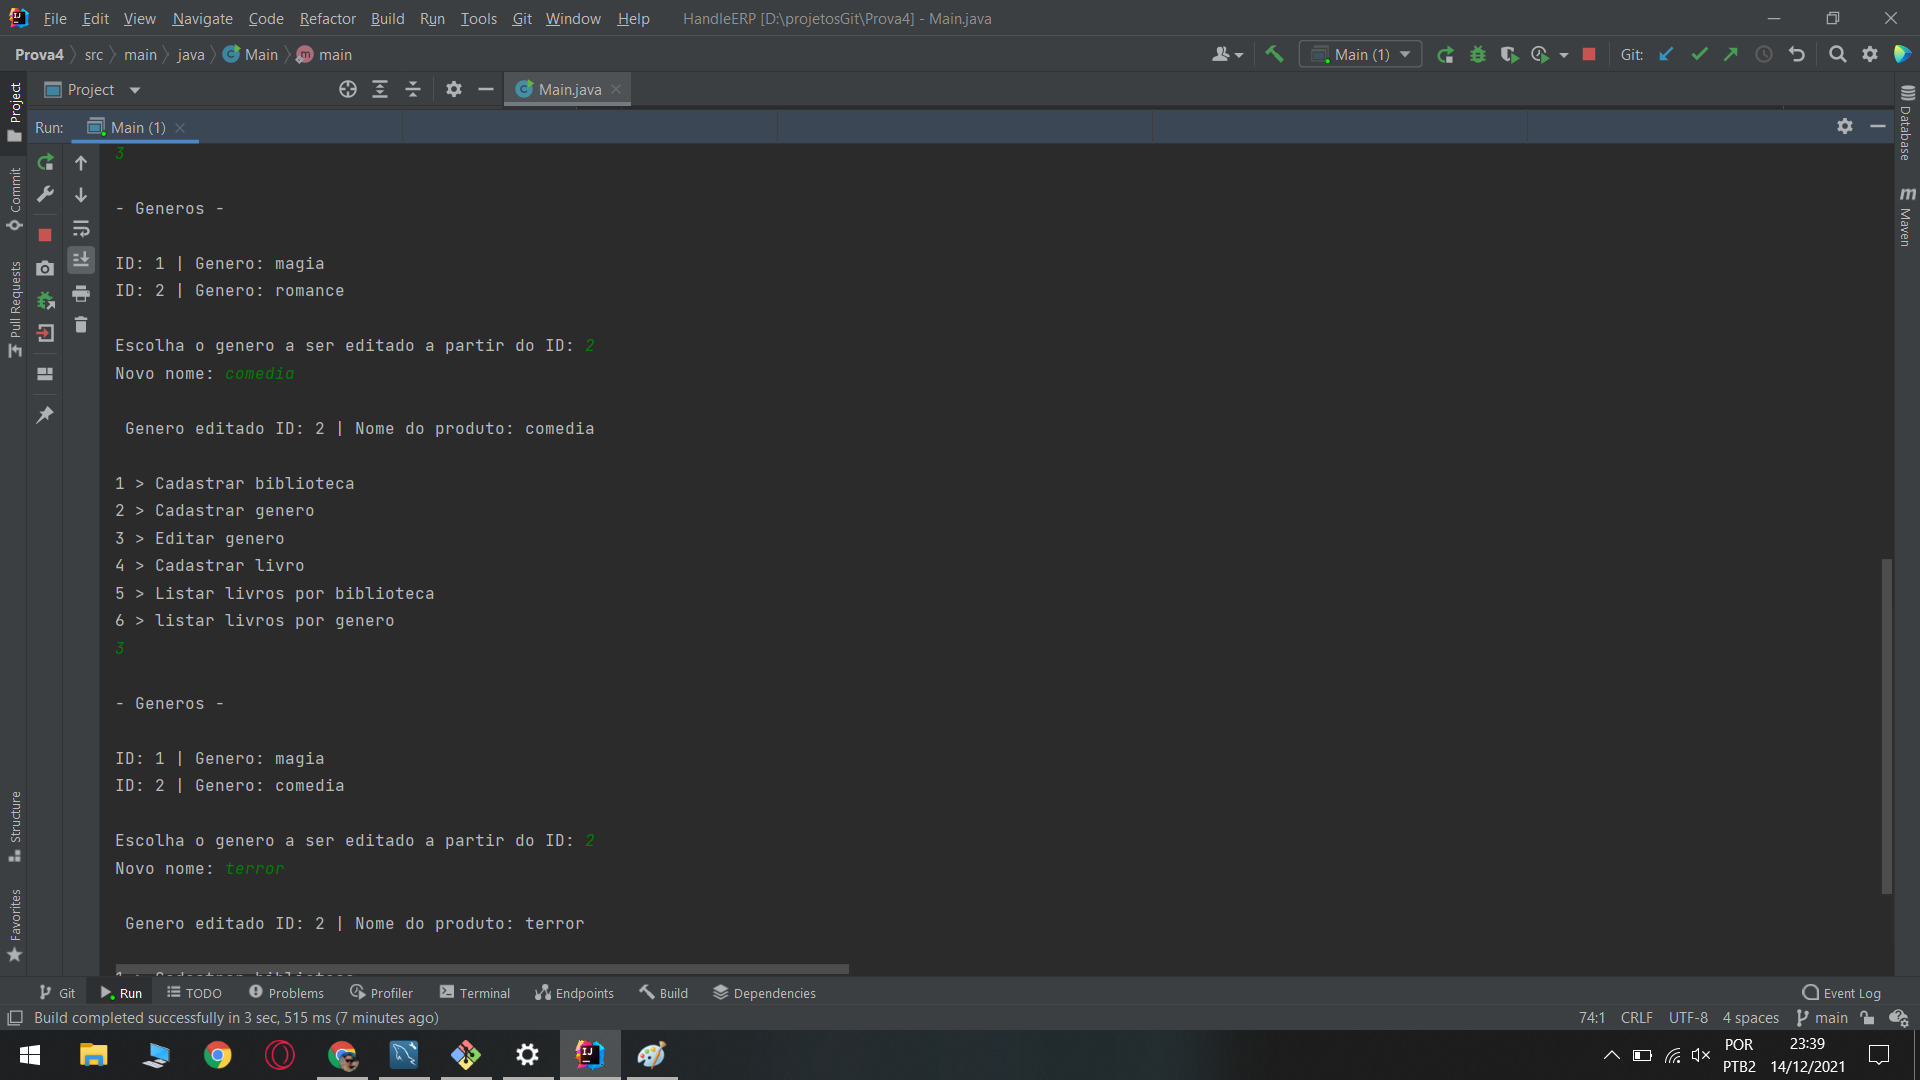 File Edit View Navigate Code Refactor Build Run Tools Git Window Help HandleERP [D:\projetosGit\Prova4] - Main.java
Prova4 src main java Main main Main (1) Git:
Project Main.java
Run: Main (1)
3
- Generos -
ID: 1 | Genero: magia
ID: 2 | Genero: romance
Escolha o genero a ser editado a partir do ID: 2
Novo nome: comedia
Genero editado ID: 2 | Nome do produto: comedia
1 > Cadastrar biblioteca
2 > Cadastrar genero
3 > Editar genero
4 > Cadastrar livro
5 > Listar livros por biblioteca
6 > listar livros por genero
3
- Generos -
ID: 1 | Genero: magia
ID: 2 | Genero: comedia
Escolha o genero a ser editado a partir do ID: 2
Novo nome: terror
Genero editado ID: 2 | Nome do produto: terror
1 > Cadastrar biblioteca
Project
Commit
Pull Requests
Structure
Favorites
Database
Maven
Git Run TODO Problems Profiler Terminal Endpoints Build Dependencies Event Log
Build completed successfully in 3 sec, 515 ms (7 minutes ago) 74:1 CRLF UTF-8 4 spaces main
POR 23:39
PTB2 14/12/2021